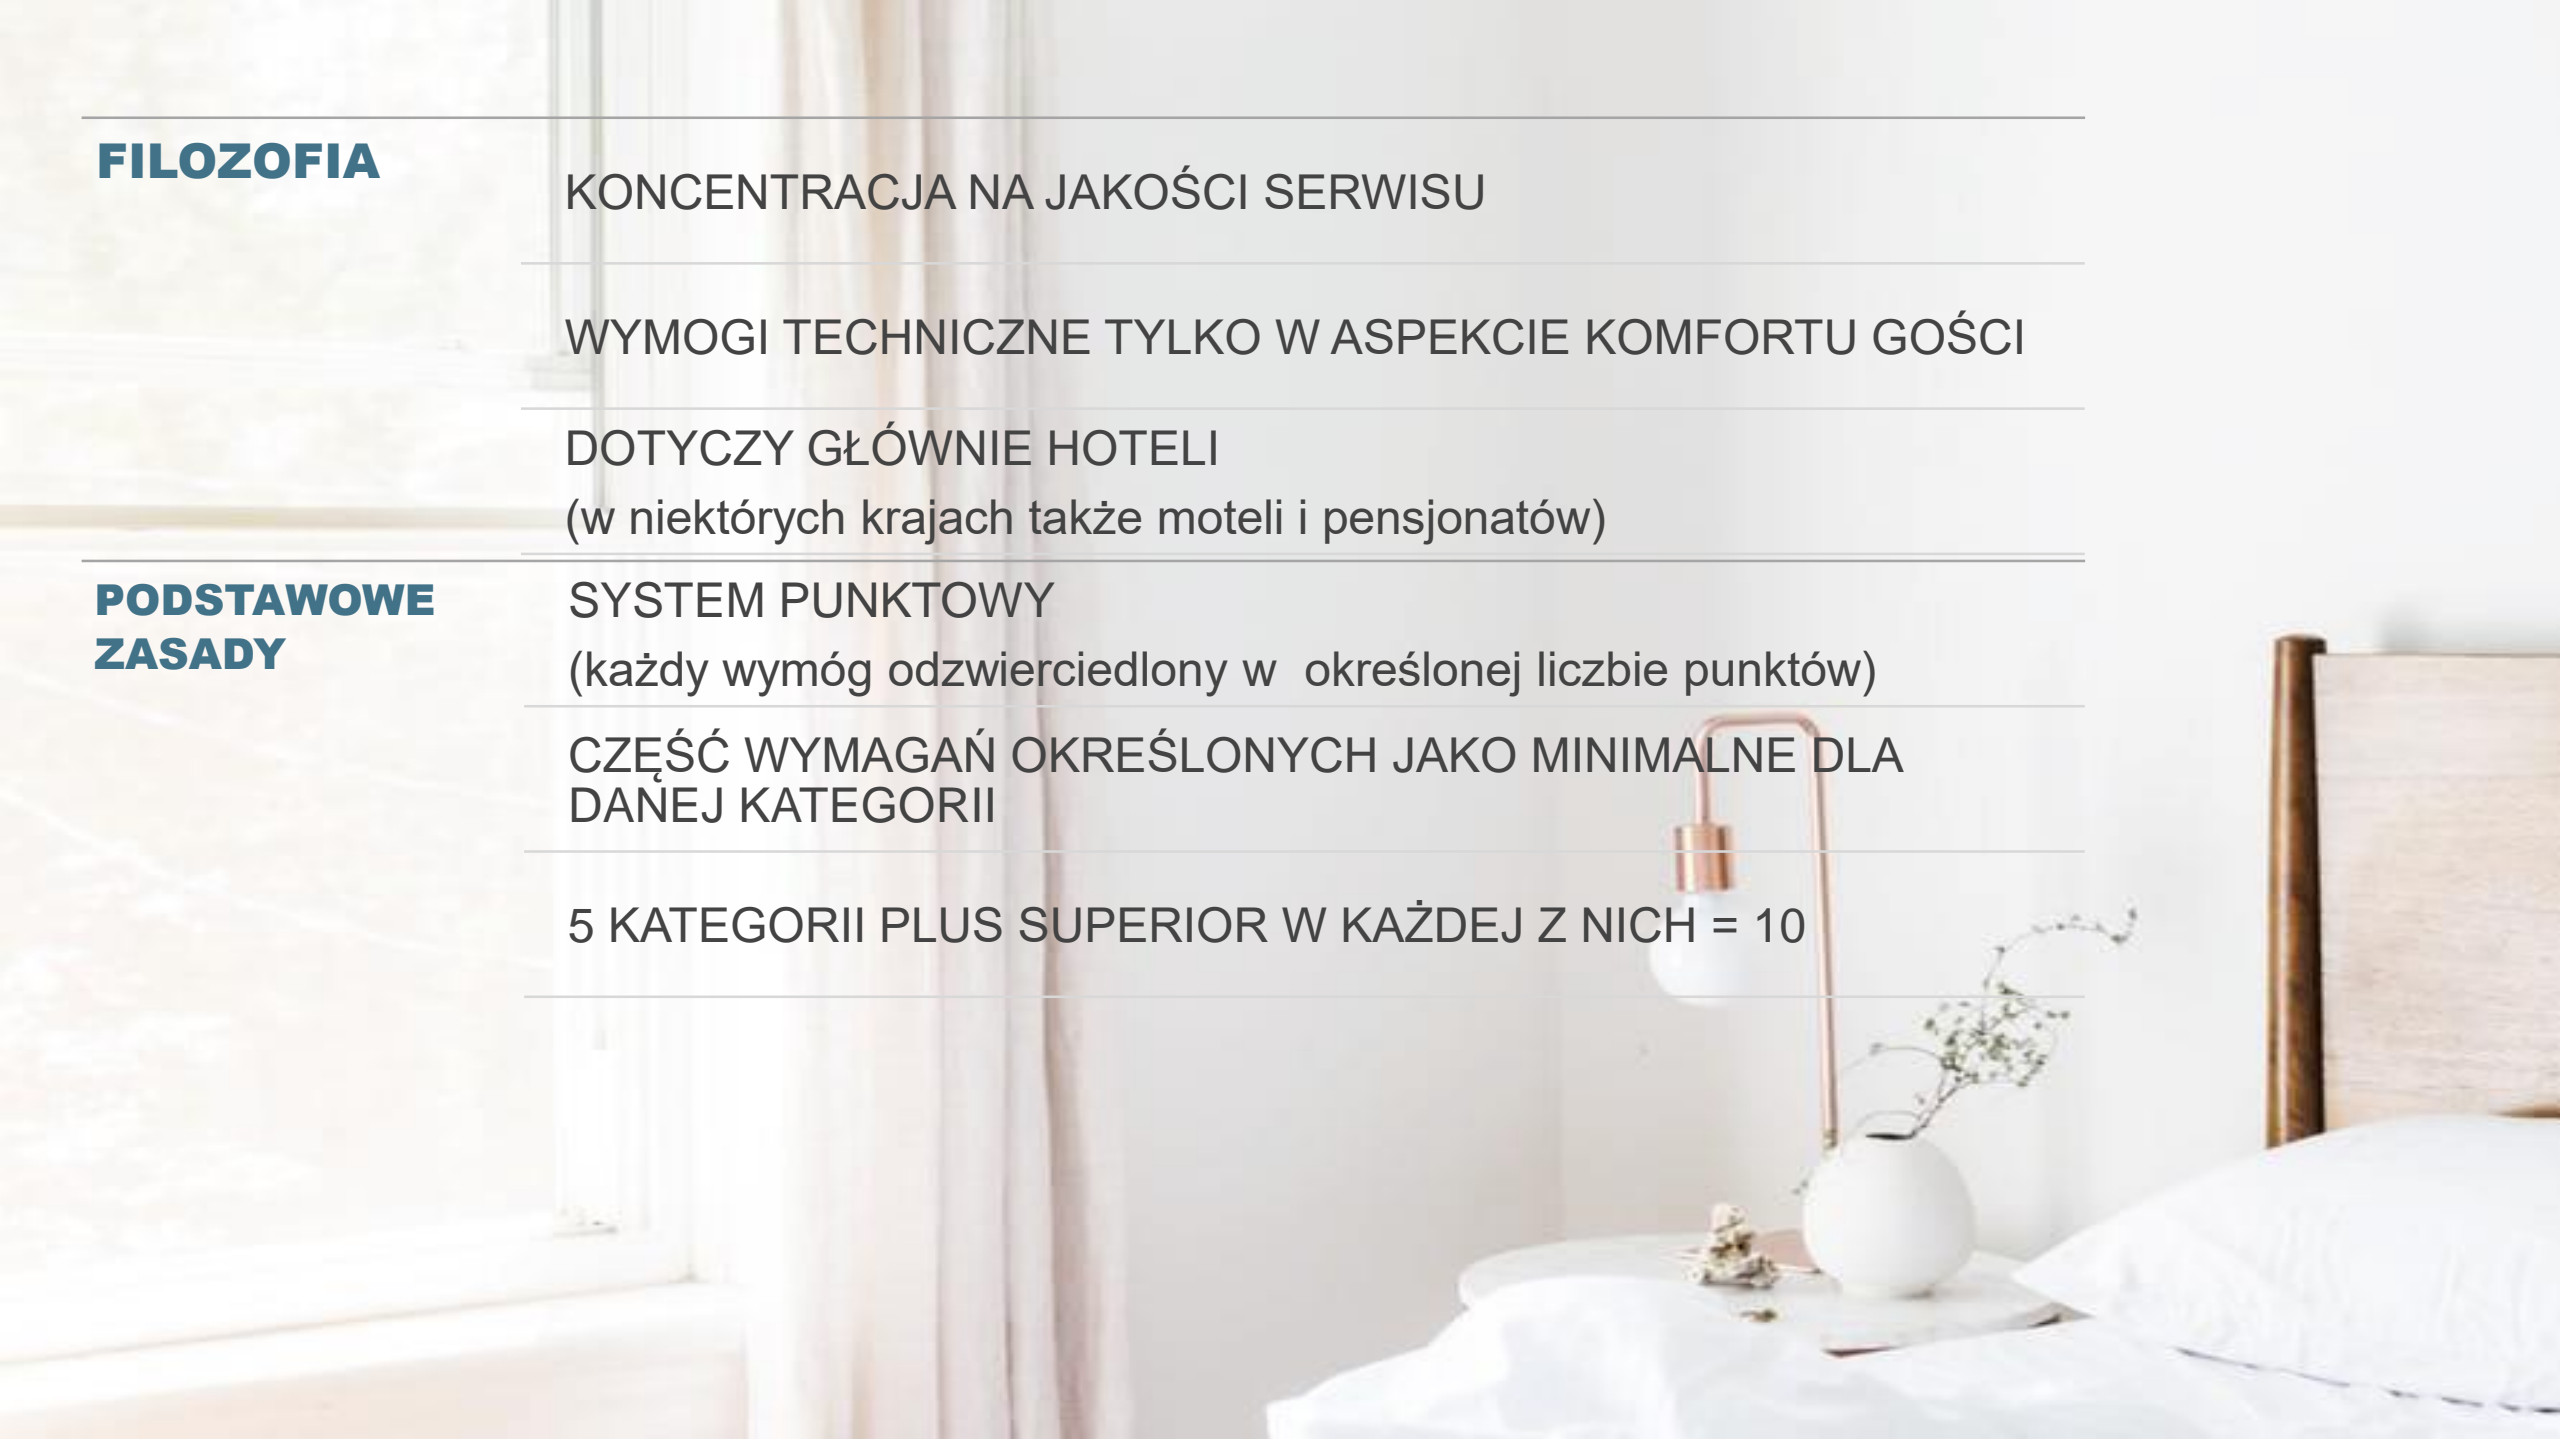 FILOZOFIA
KONCENTRACJA NA JAKOŚCI SERWISU
WYMOGI TECHNICZNE TYLKO W ASPEKCIE KOMFORTU GOŚCI
DOTYCZY GŁÓWNIE HOTELI
(w niektórych krajach także moteli i pensjonatów)
PODSTAWOWE
ZASADY
SYSTEM PUNKTOWY
(każdy wymóg odzwierciedlony w  określonej liczbie punktów)
CZĘŚĆ WYMAGAŃ OKREŚLONYCH JAKO MINIMALNE DLA
DANEJ KATEGORII
5 KATEGORII PLUS SUPERIOR W KAŻDEJ Z NICH = 10